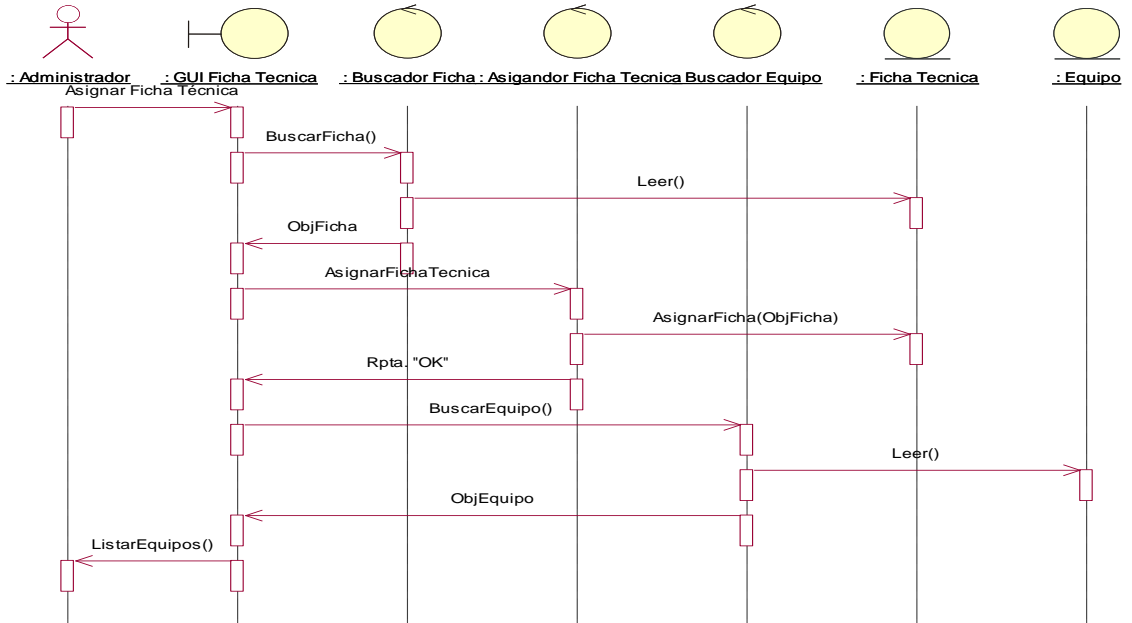 : Administrador : GUI Ficha Tecnica : Buscador Ficha : Asigandor Ficha Tecnica Buscador Equipo : Ficha Tecnica : Equipo
Asignar Ficha Técnica
BuscarFicha()
Leer()
ObjFicha
AsignarFichaTecnica
AsignarFicha(ObjFicha)
Rpta. "OK"
BuscarEquipo()
Leer()
ObjEquipo
ListarEquipos()